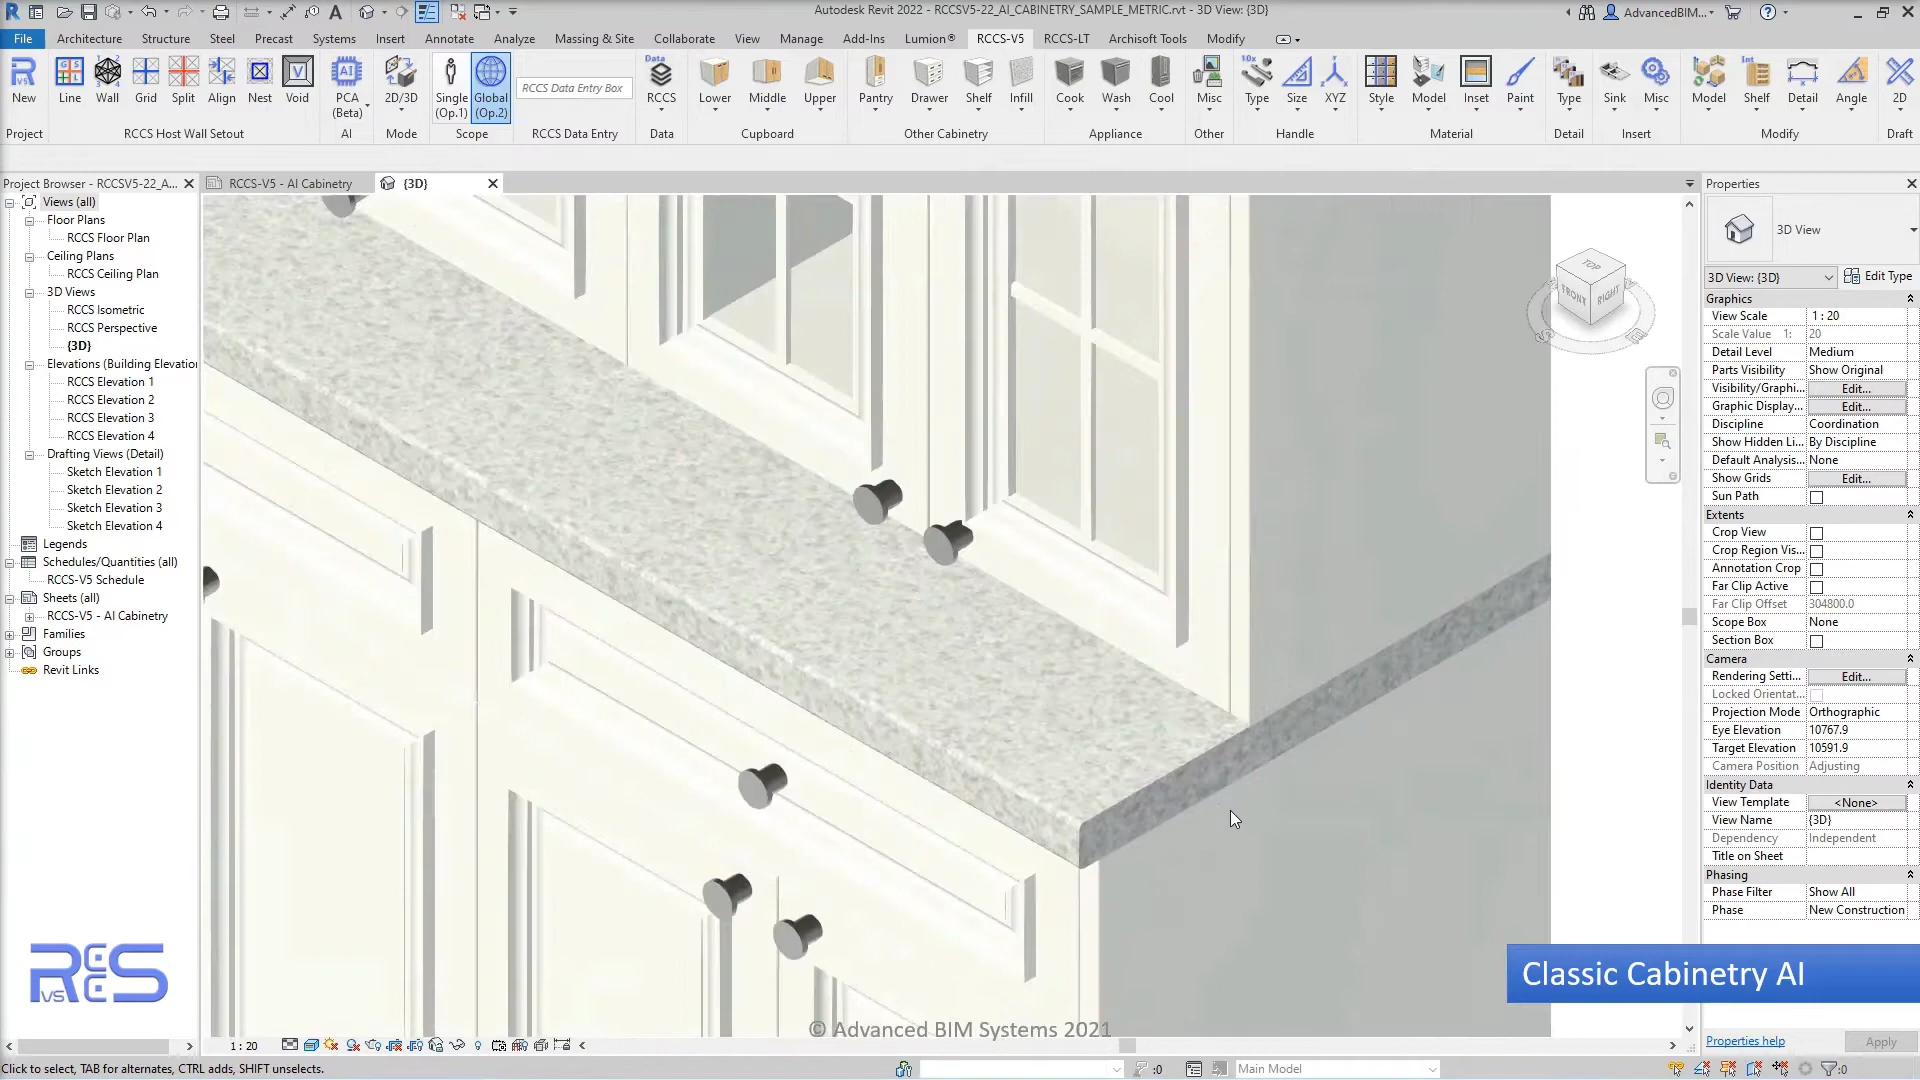 Autodesk Revit 2022 - RCCSV5-22_AI_CABINETRY_SAMPLE_METRIC.rvt - 3D View: {3D}
AdvancedBIM...
File Architecture Structure Steel Precast Systems Insert Annotate Analyze Massing & Site Collaborate View Manage Add-Ins Lumion® RCCS-V5 RCCS-LT Archisoft Tools Modify
New Line Wall Grid Split Align Nest Void PCA (Beta) 2D/3D Single (Op.1) Global (Op.2) RCCS Data Entry Box RCCS Lower Middle Upper Pantry Drawer Shelf Infill Cook Wash Cool Misc Type Size XYZ Style Model Inset Paint Type Sink Misc Model Shelf Detail Angle 2D
Project RCCS Host Wall Setout AI Mode Scope RCCS Data Entry Data Cupboard Other Cabinetry Appliance Other Handle Material Detail Insert Modify Draft
Project Browser - RCCSV5-22_A...
RCCS-V5 - AI Cabinetry
{3D}
Views (all)
Floor Plans
RCCS Floor Plan
Ceiling Plans
RCCS Ceiling Plan
3D Views
RCCS Isometric
RCCS Perspective
{3D}
Elevations (Building Elevation
RCCS Elevation 1
RCCS Elevation 2
RCCS Elevation 3
RCCS Elevation 4
Drafting Views (Detail)
Sketch Elevation 1
Sketch Elevation 2
Sketch Elevation 3
Sketch Elevation 4
Legends
Schedules/Quantities (all)
RCCS-V5 Schedule
Sheets (all)
RCCS-V5 - AI Cabinetry
Families
Groups
Revit Links
TOP
FRONT
RIGHT
Properties
3D View
3D View: {3D} Edit Type
Graphics
View Scale 1 : 20
Scale Value 1: 20
Detail Level Medium
Parts Visibility Show Original
Visibility/Graphi... Edit...
Graphic Display... Edit...
Discipline Coordination
Show Hidden Li... By Discipline
Default Analysis... None
Show Grids Edit...
Sun Path
Extents
Crop View
Crop Region Vis...
Annotation Crop
Far Clip Active
Far Clip Offset 304800.0
Scope Box None
Section Box
Camera
Rendering Setti... Edit...
Locked Orientat...
Projection Mode Orthographic
Eye Elevation 10767.9
Target Elevation 10591.9
Camera Position Adjusting
Identity Data
View Template <None>
View Name {3D}
Dependency Independent
Title on Sheet
Phasing
Phase Filter Show All
Phase New Construction
Properties help Apply
Classic Cabinetry AI
© Advanced BIM Systems 2021
1 : 20
Click to select, TAB for alternates, CTRL adds, SHIFT unselects.
:0
Main Model
:0